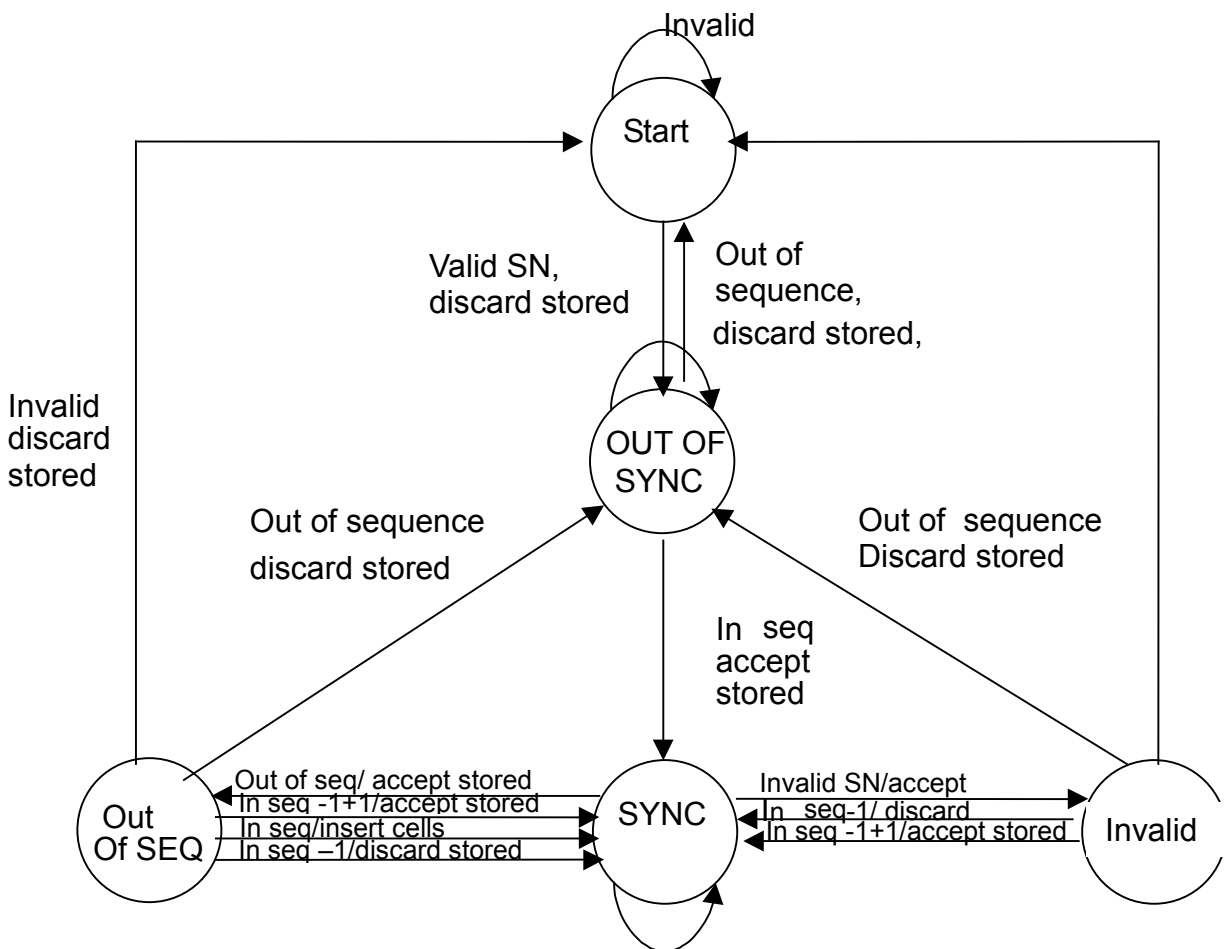 Invalid
Start
Valid SN,
discard stored
Out of
sequence,
discard stored,
Invalid
discard
stored
OUT OF
SYNC
Out of sequence
discard stored
Out of sequence
Discard stored
In seq
accept
stored
Out of seq/ accept stored
In seq -1+1/accept stored
In seq/insert cells
In seq –1/discard stored
Out
Of SEQ
SYNC
Invalid SN/accept
In seq-1/ discard
In seq -1+1/accept stored
Invalid